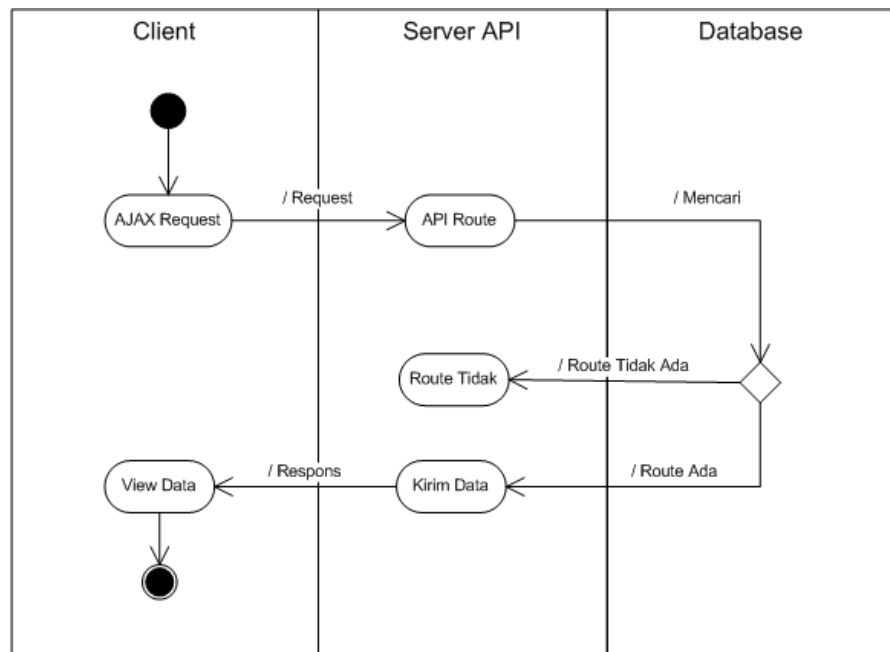 Client
Server API
Database
/ Request
/ Mencari
AJAX Request
API Route
/ Route Tidak Ada
Route Tidak
/ Respons
/ Route Ada
View Data
Kirim Data